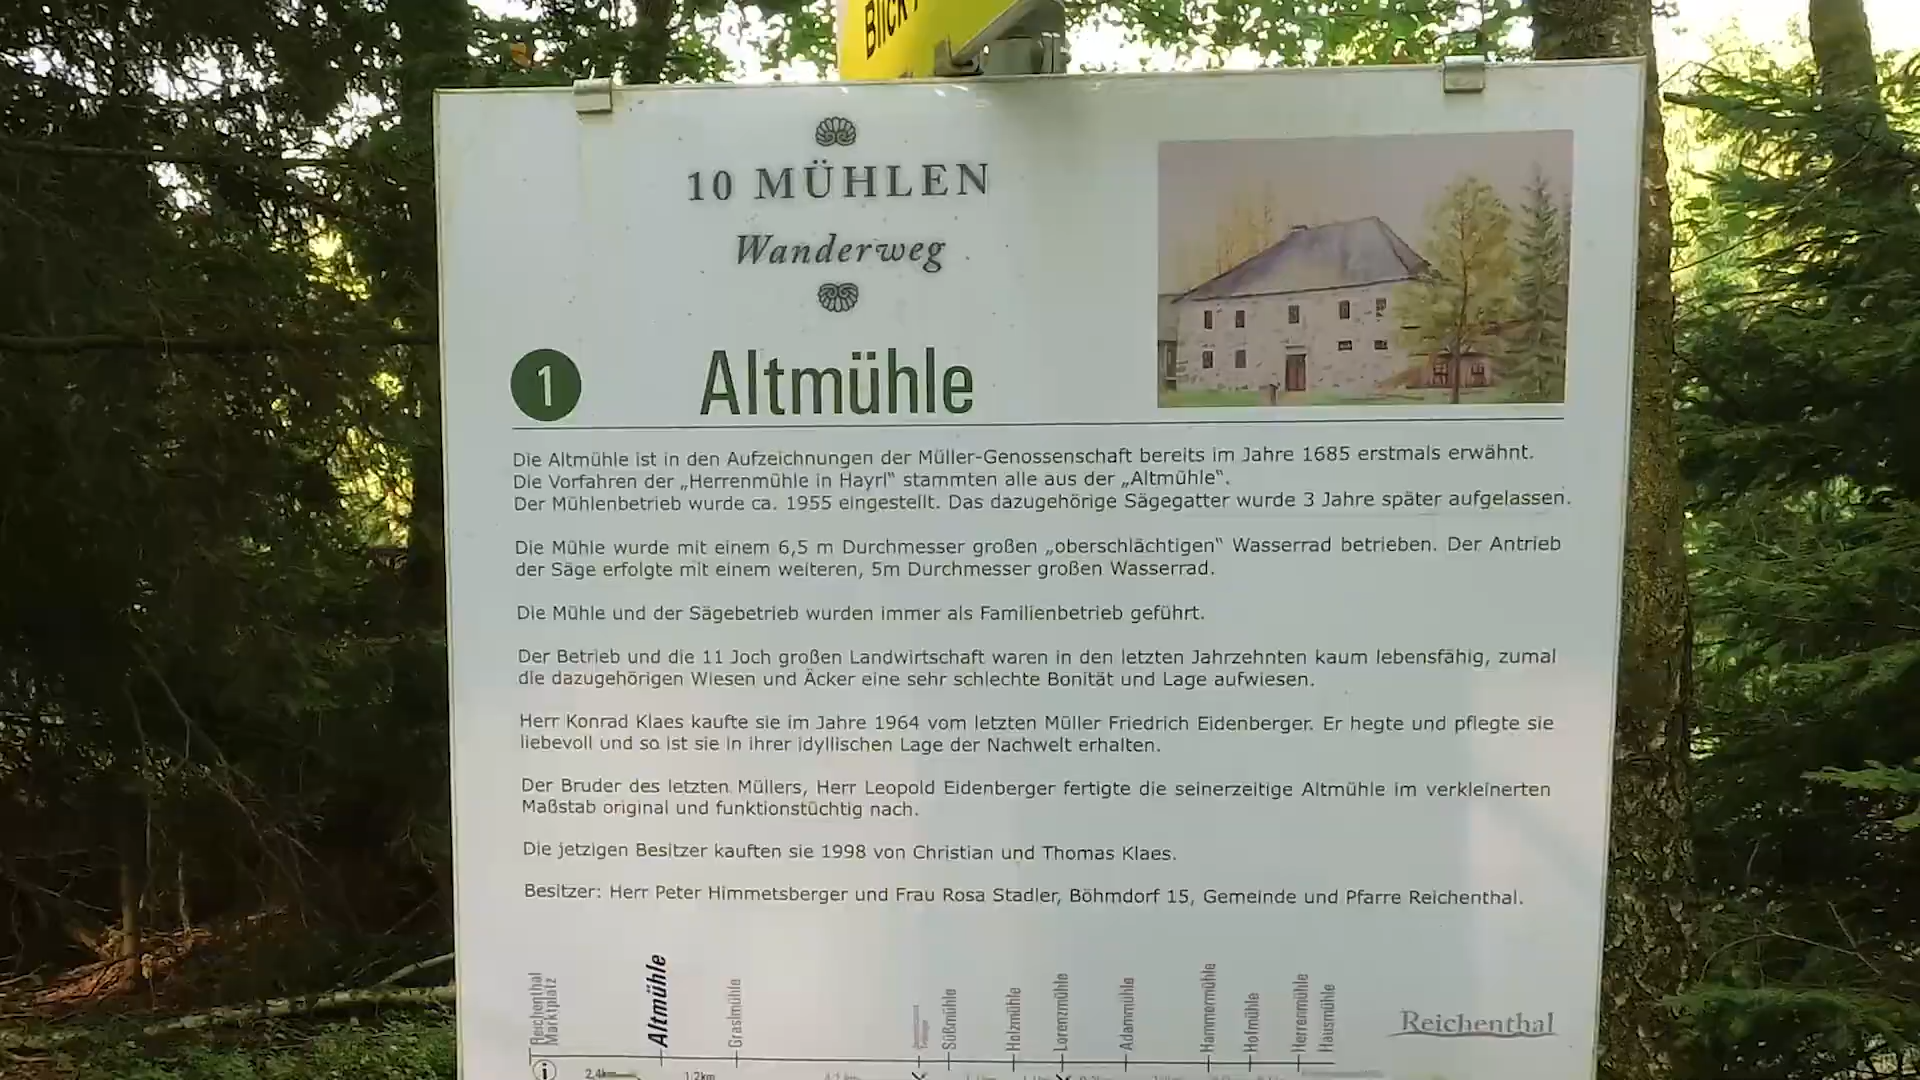 Blick
10 MÜHLEN
Wanderweg
1
Altmühle
Die Altmühle ist in den Aufzeichnungen der Müller-Genossenschaft bereits im Jahre 1685 erstmals erwähnt.
Die Vorfahren der „Herrenmühle in Hayrl“ stammten alle aus der „Altmühle“.
Der Mühlenbetrieb wurde ca. 1955 eingestellt. Das dazugehörige Sägegatter wurde 3 Jahre später aufgelassen.
Die Mühle wurde mit einem 6,5 m Durchmesser großen „oberschlächtigen“ Wasserrad betrieben. Der Antrieb
der Säge erfolgte mit einem weiteren, 5m Durchmesser großen Wasserrad.
Die Mühle und der Sägebetrieb wurden immer als Familienbetrieb geführt.
Der Betrieb und die 11 Joch großen Landwirtschaft waren in den letzten Jahrzehnten kaum lebensfähig, zumal
die dazugehörigen Wiesen und Äcker eine sehr schlechte Bonität und Lage aufwiesen.
Herr Konrad Klaes kaufte sie im Jahre 1964 vom letzten Müller Friedrich Eidenberger. Er hegte und pflegte sie
liebevoll und so ist sie in ihrer idyllischen Lage der Nachwelt erhalten.
Der Bruder des letzten Müllers, Herr Leopold Eidenberger fertigte die seinerzeitige Altmühle im verkleinerten
Maßstab original und funktionstüchtig nach.
Die jetzigen Besitzer kauften sie 1998 von Christian und Thomas Klaes.
Besitzer: Herr Peter Himmetsberger und Frau Rosa Stadler, Böhmdorf 15, Gemeinde und Pfarre Reichenthal.
Reichenthal
Marktplatz
Altmühle
Graslmühle
Süßmühle
Holzmühle
Lorenzmühle
Adammühle
Hammermühle
Hofmühle
Herrenmühle
Hausmühle
Reichenthal
i
2,4km
1,2km